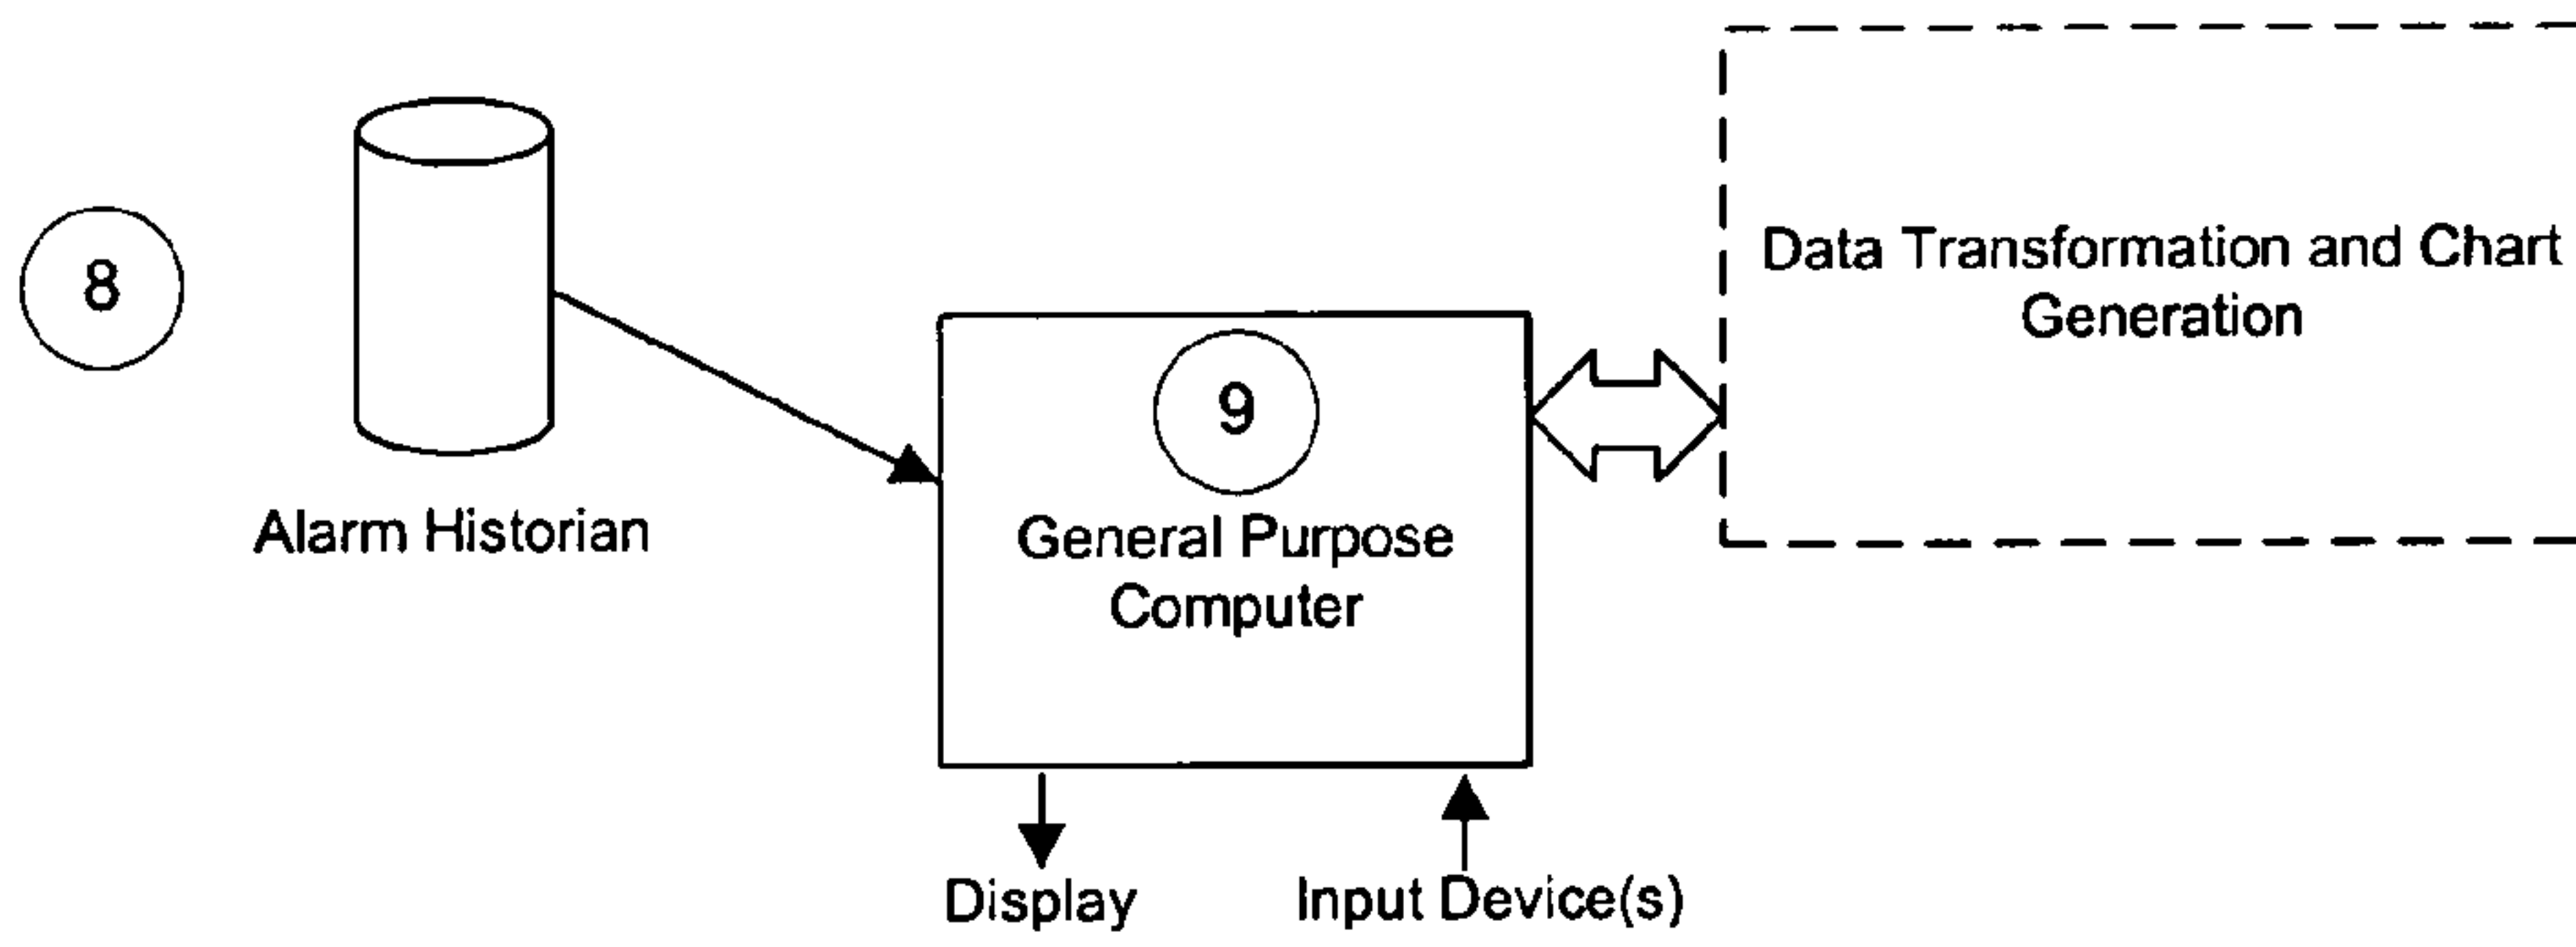 8
Alarm Historian
9
General Purpose
Computer
Data Transformation and Chart
Generation
Display
Input Device(s)